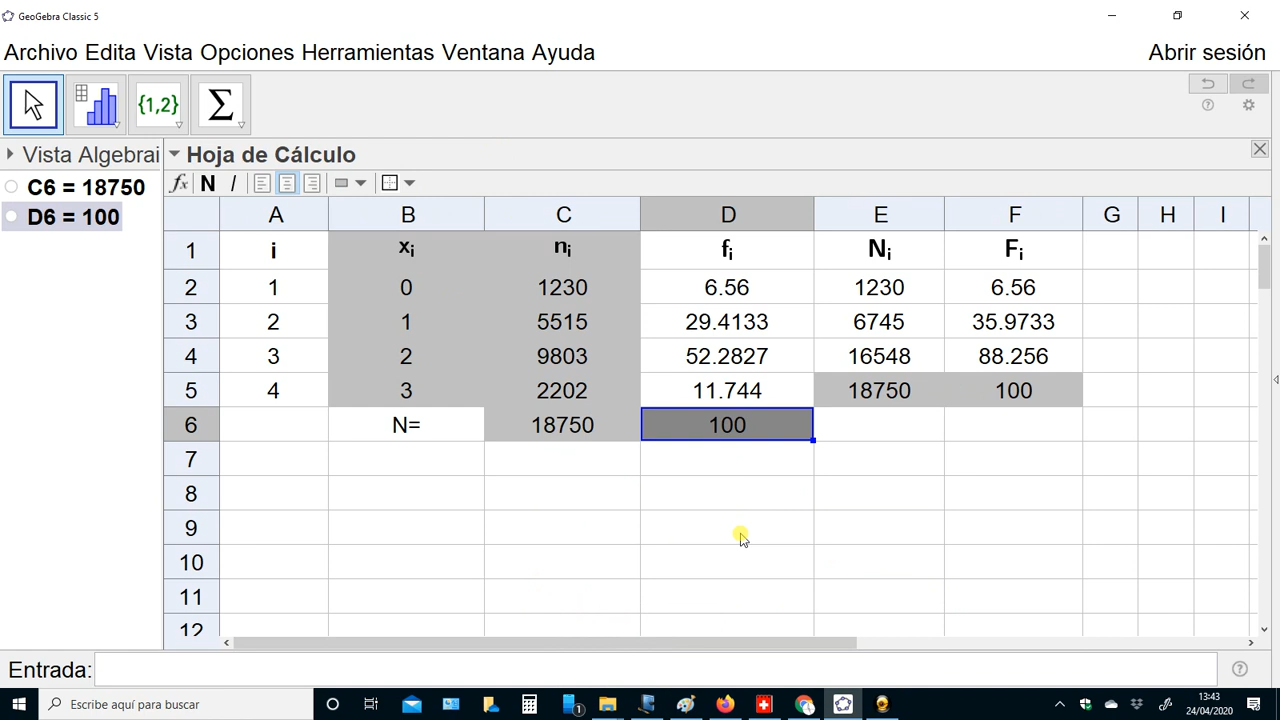 GeoGebra Classic 5
Archivo Edita Vista Opciones Herramientas Ventana Ayuda Abrir sesión
{1,2} Σ
Vista Algebrai Hoja de Cálculo
fx N I
C6 = 18750
D6 = 100
A B C D E F G H I
1 i xᵢ nᵢ fᵢ Nᵢ Fᵢ
2 1 0 1230 6.56 1230 6.56
3 2 1 5515 29.4133 6745 35.9733
4 3 2 9803 52.2827 16548 88.256
5 4 3 2202 11.744 18750 100
6 N= 18750 100
7
8
9
10
11
12
Entrada:
Escribe aquí para buscar
1
13:43
24/04/2020